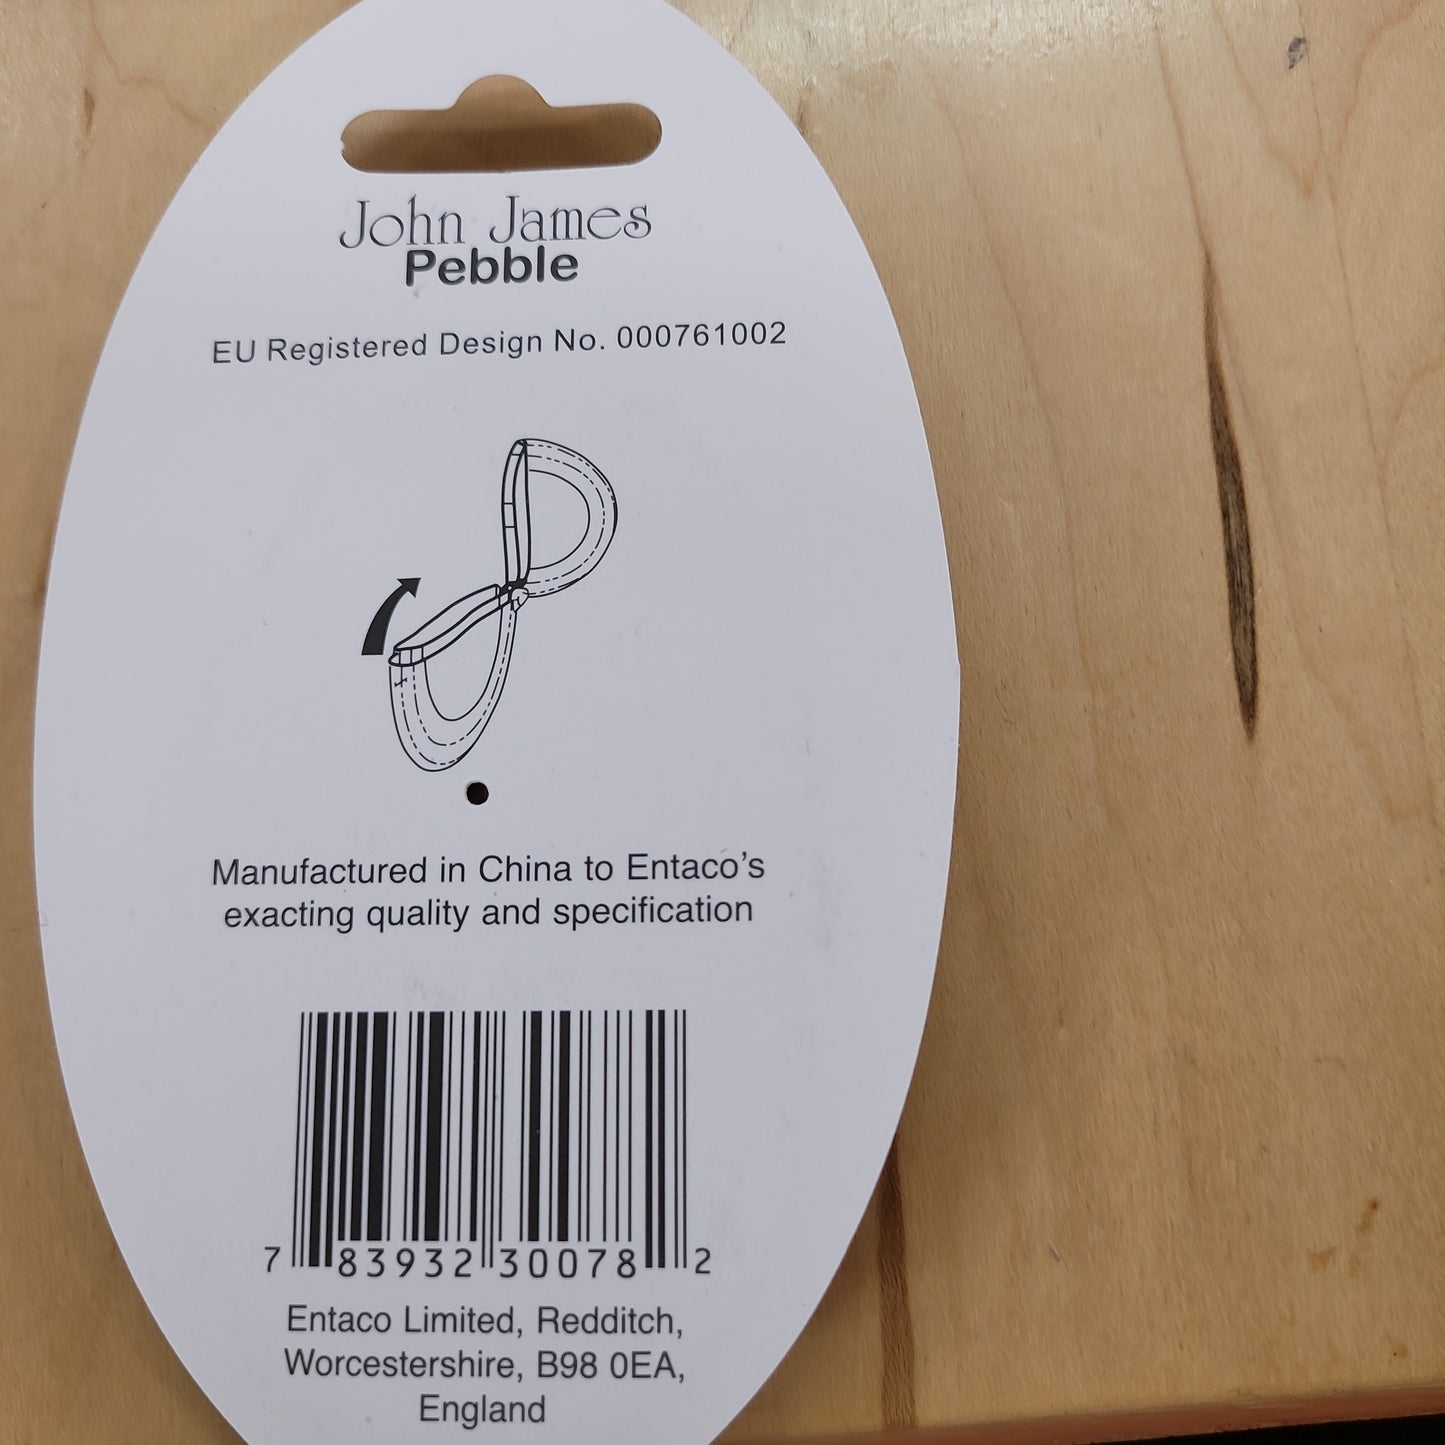 John James
Pebble
EU Registered Design No. 000761002
Manufactured in China to Entaco's
exacting quality and specification
7 83932 30078 2
Entaco Limited, Redditch,
Worcestershire, B98 0EA,
England